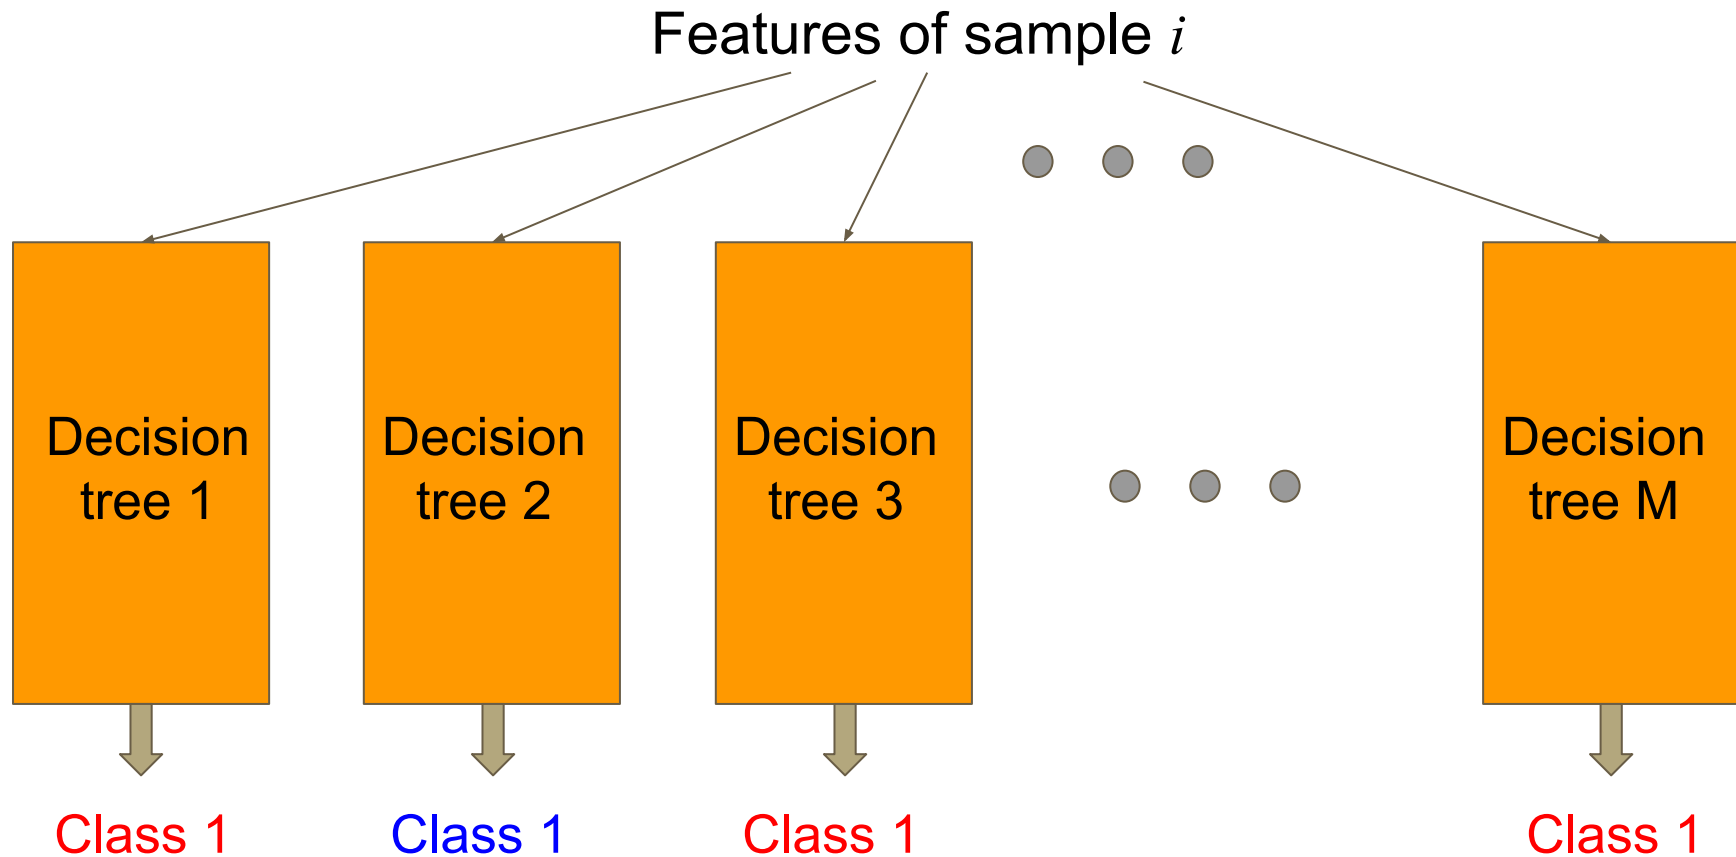 Features of sample i
Decision
tree 1
Decision
tree 2
Decision
tree 3
Decision
tree M
Class 1
Class 1
Class 1
Class 1